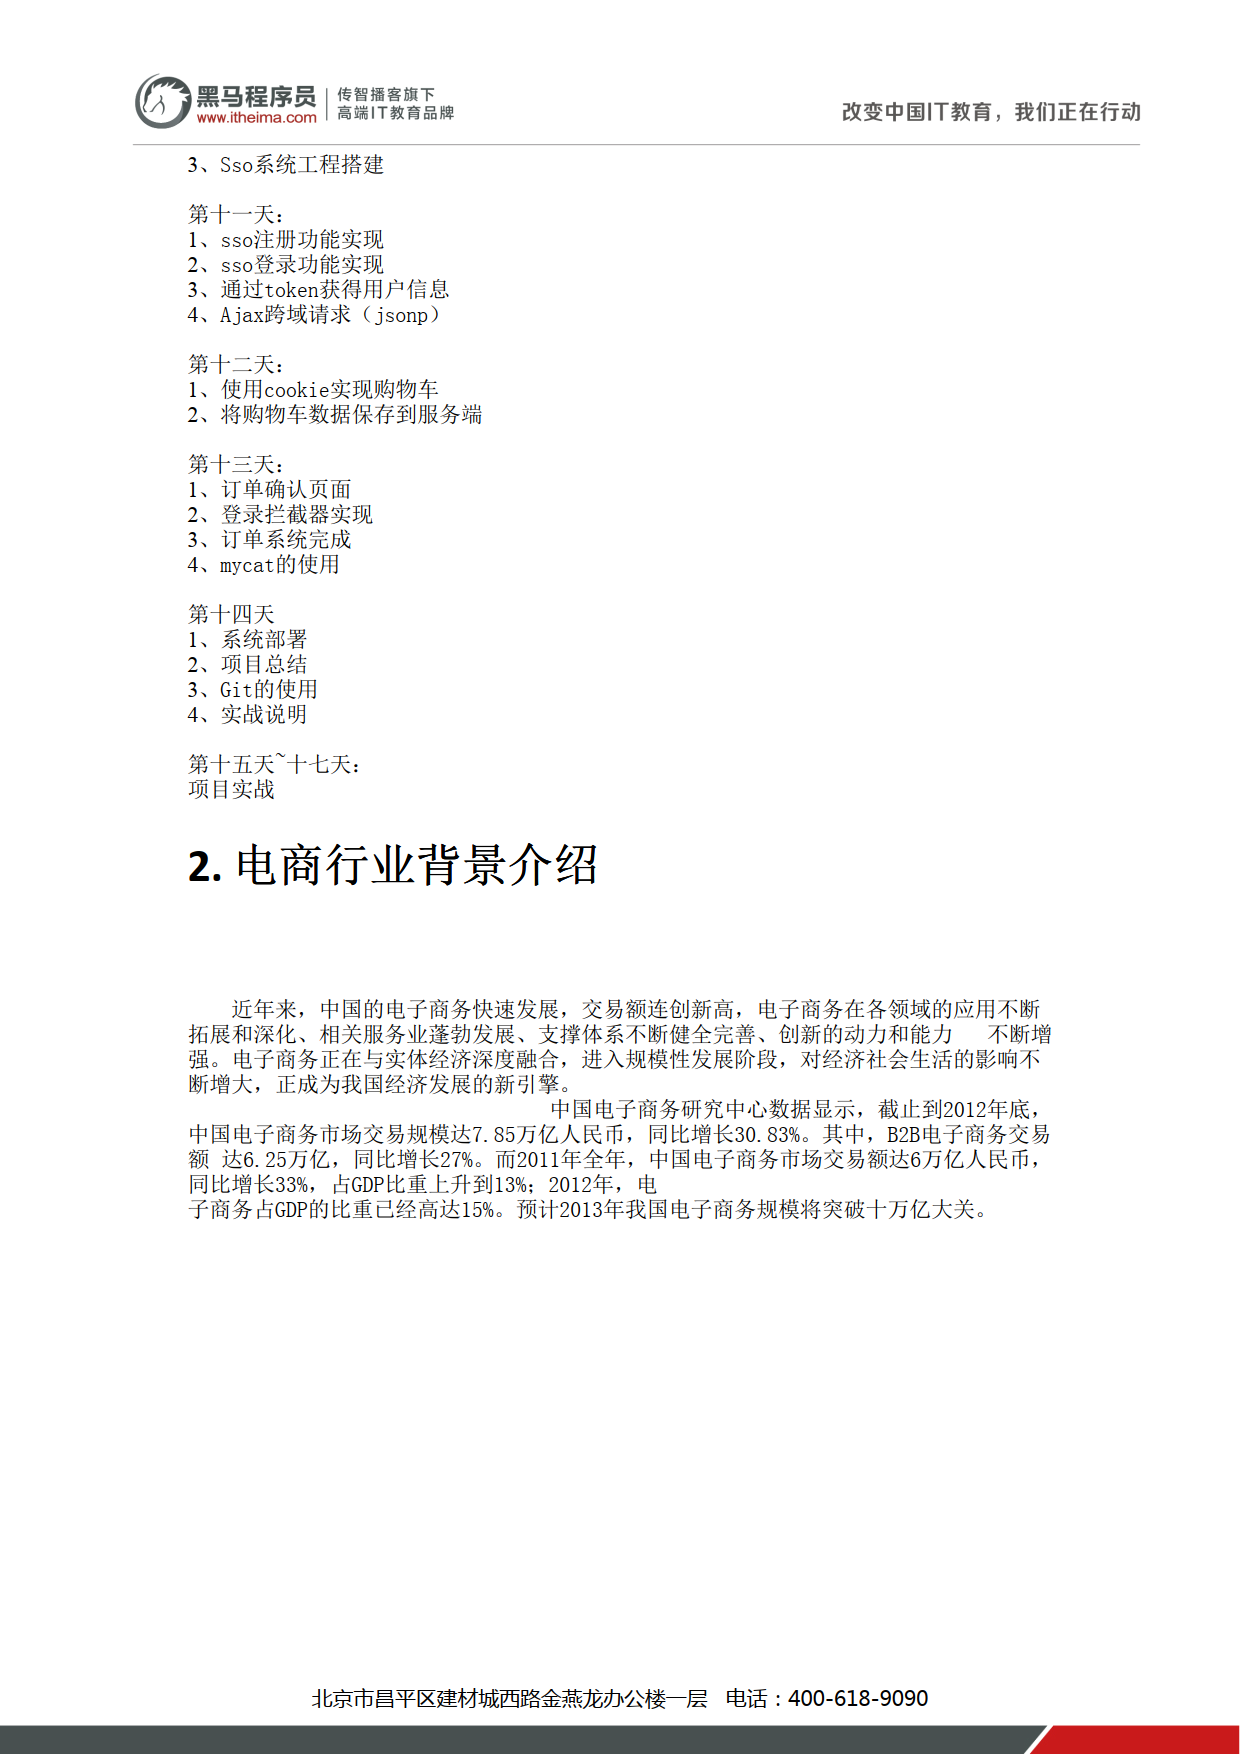 黑马程序员
www.itheima.com
传智播客旗下
高端IT教育品牌
改变中国IT教育，我们正在行动
3、Sso系统工程搭建
第十一天：
1、sso注册功能实现
2、sso登录功能实现
3、通过token获得用户信息
4、Ajax跨域请求（jsonp）
第十二天：
1、使用cookie实现购物车
2、将购物车数据保存到服务端
第十三天：
1、订单确认页面
2、登录拦截器实现
3、订单系统完成
4、mycat的使用
第十四天
1、系统部署
2、项目总结
3、Git的使用
4、实战说明
第十五天~十七天：
项目实战
2. 电商行业背景介绍
近年来，中国的电子商务快速发展，交易额连创新高，电子商务在各领域的应用不断
拓展和深化、相关服务业蓬勃发展、支撑体系不断健全完善、创新的动力和能力 不断增
强。电子商务正在与实体经济深度融合，进入规模性发展阶段，对经济社会生活的影响不
断增大，正成为我国经济发展的新引擎。
中国电子商务研究中心数据显示，截止到2012年底，
中国电子商务市场交易规模达7.85万亿人民币，同比增长30.83%。其中，B2B电子商务交易
额 达6.25万亿，同比增长27%。而2011年全年，中国电子商务市场交易额达6万亿人民币，
同比增长33%，占GDP比重上升到13%；2012年，电
子商务占GDP的比重已经高达15%。预计2013年我国电子商务规模将突破十万亿大关。
北京市昌平区建材城西路金燕龙办公楼一层 电话：400-618-9090